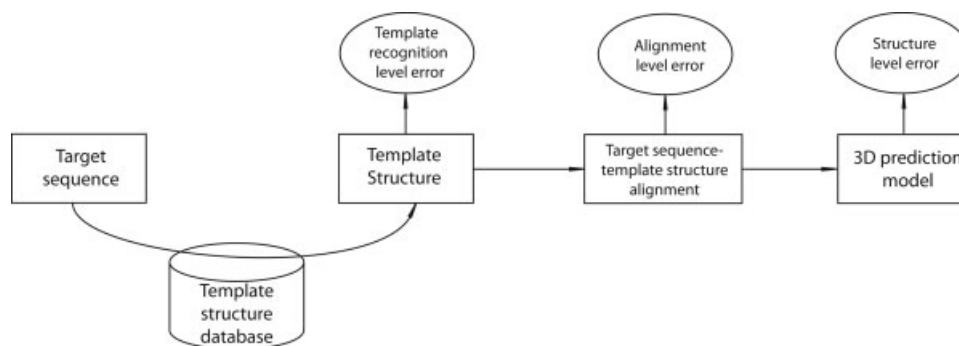 Template
recognition
level error
Alignment
level error
Structure
level error
Target
sequence
Template
Structure
Target sequence-
template structure
alignment
3D prediction
model
Template
structure
database